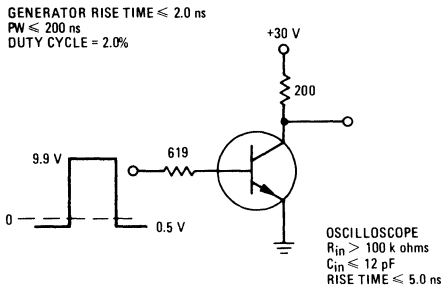 GENERATOR RISE TIME ≤ 2.0 ns
PW ≤ 200 ns
DUTY CYCLE = 2.0%
+30 V
200
619
9.9 V
0
0.5 V
OSCILLOSCOPE
Rin > 100 k ohms
Cin ≤ 12 pF
RISE TIME ≤ 5.0 ns